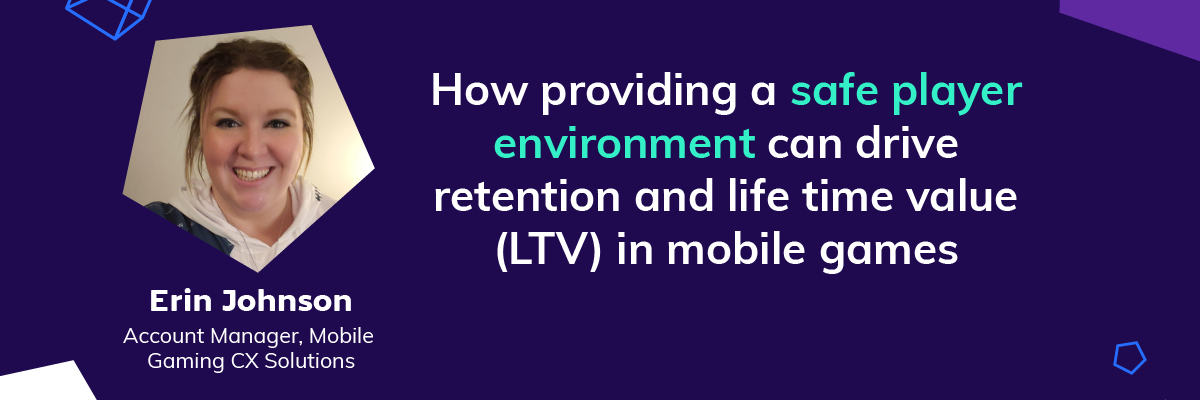 How providing a safe player
environment can drive
retention and life time value
(LTV) in mobile games
Erin Johnson
Account Manager, Mobile
Gaming CX Solutions